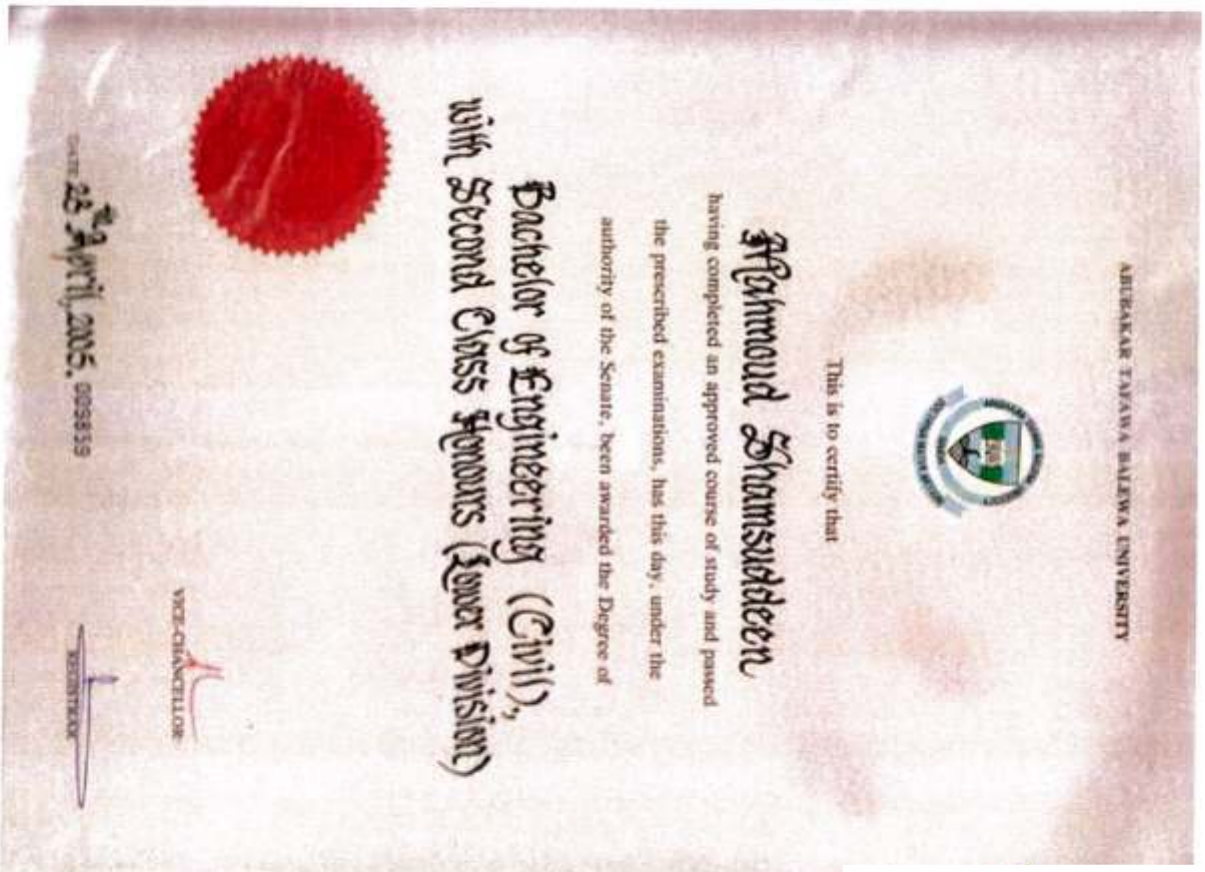 ABUBAKAR TAFAWA BALEWA UNIVERSITY
This is to certify that
Mahmoud Shamsuddeen
having completed an approved course of study and passed
the prescribed examinations, has this day, under the
authority of the Senate, been awarded the Degree of
Bachelor of Engineering (Civil),
with Second Class Honours (Lower Division)
VICE-CHANCELLOR
REGISTRAR
DATE April, 2005. 009859